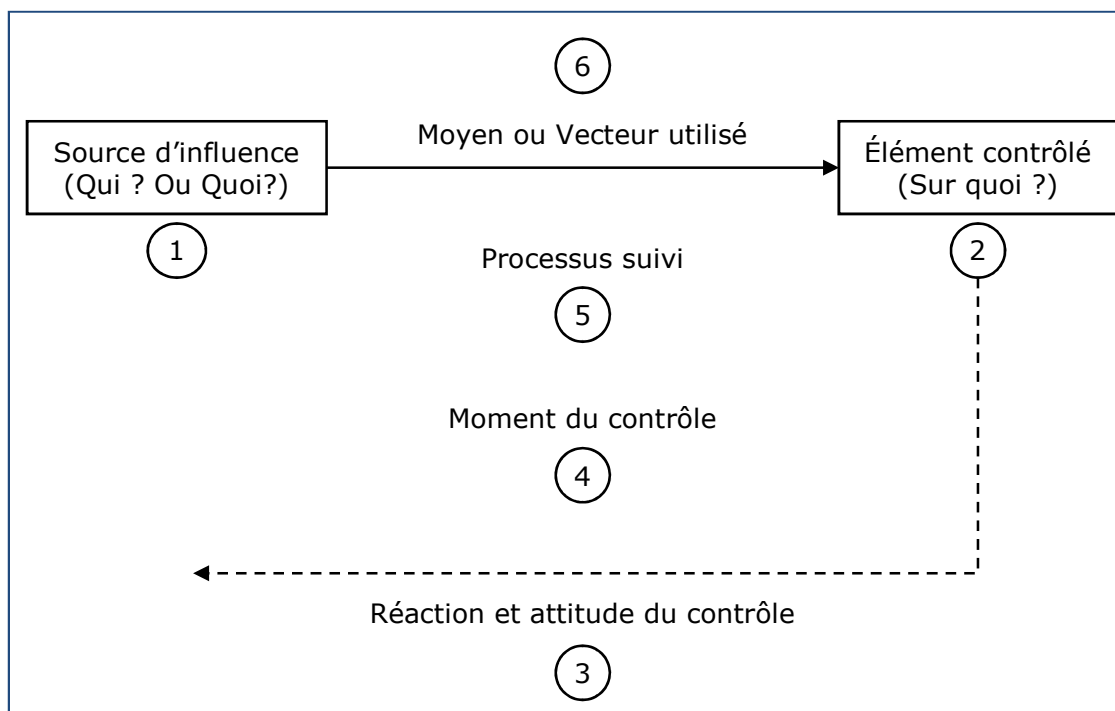 6
Moyen ou Vecteur utilisé
Source d’influence
(Qui ? Ou Quoi?)
Élément contrôlé
(Sur quoi ?)
1
2
Processus suivi
5
Moment du contrôle
4
Réaction et attitude du contrôle
3